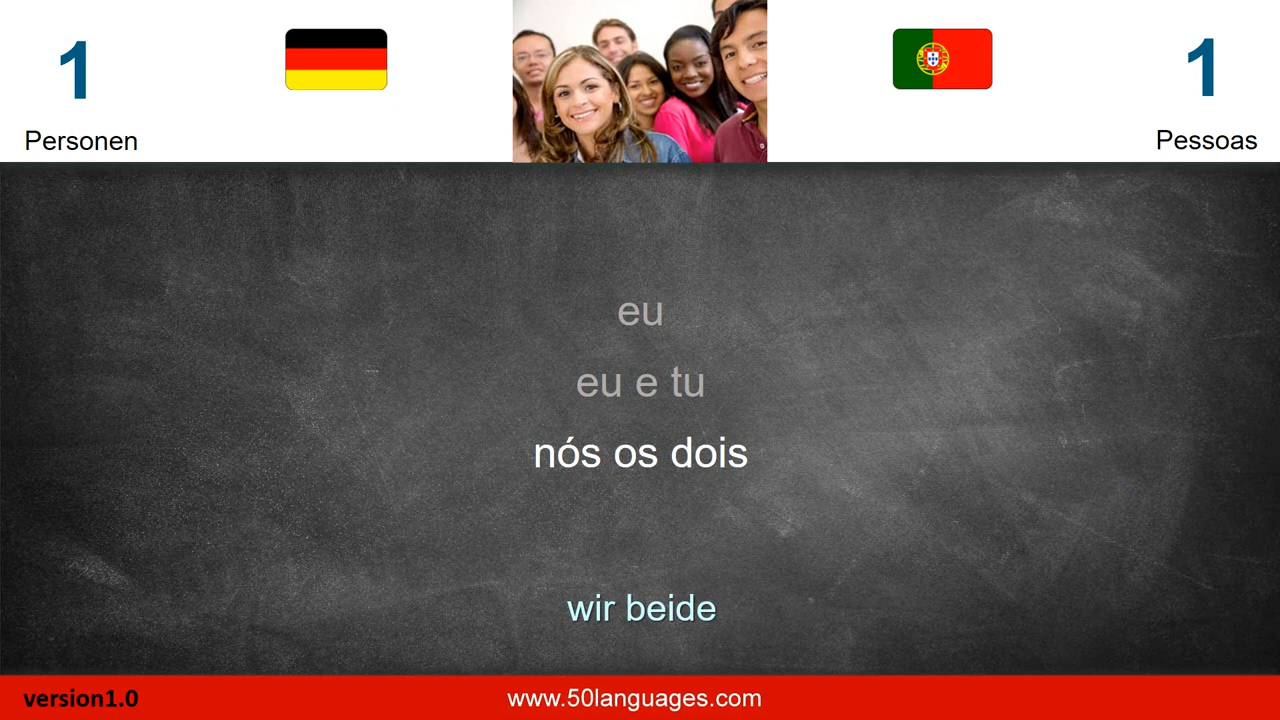 1
1
Personen
Pessoas
eu
eu e tu
nós os dois
wir beide
version1.0
www.50languages.com